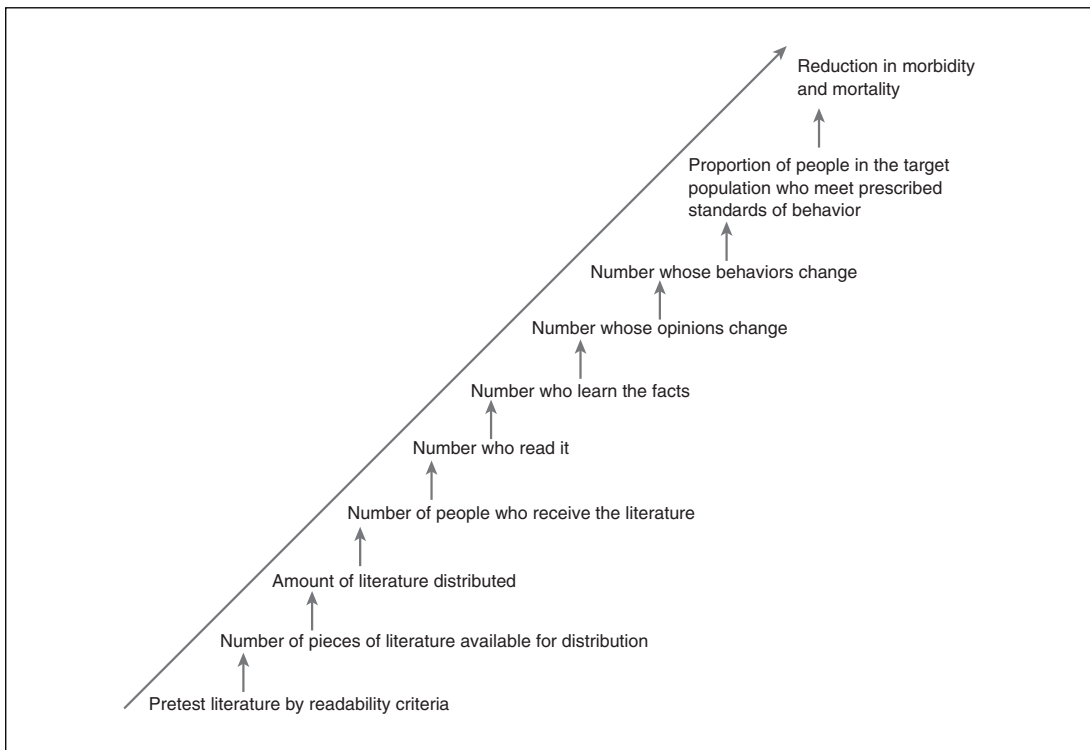 Reduction in morbidity
and mortality
Proportion of people in the target
population who meet prescribed
standards of behavior
Number whose behaviors change
Number whose opinions change
Number who learn the facts
Number who read it
Number of people who receive the literature
Amount of literature distributed
Number of pieces of literature available for distribution
Pretest literature by readability criteria